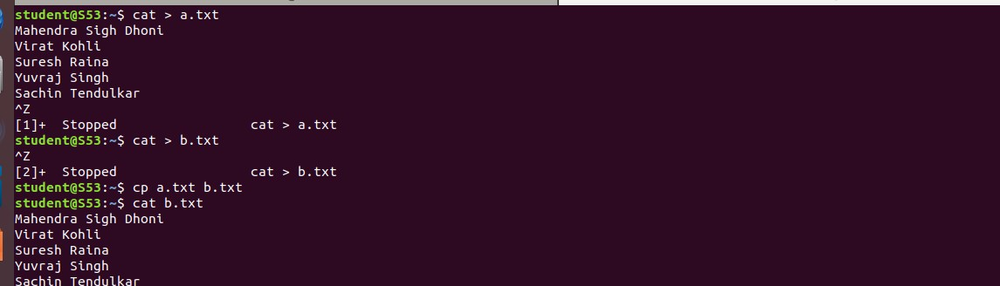 student@S53:~$ cat > a.txt
Mahendra Sigh Dhoni
Virat Kohli
Suresh Raina
Yuvraj Singh
Sachin Tendulkar
^Z
[1]+  Stopped                 cat > a.txt
student@S53:~$ cat > b.txt
^Z
[2]+  Stopped                 cat > b.txt
student@S53:~$ cp a.txt b.txt
student@S53:~$ cat b.txt
Mahendra Sigh Dhoni
Virat Kohli
Suresh Raina
Yuvraj Singh
Sachin Tendulkar